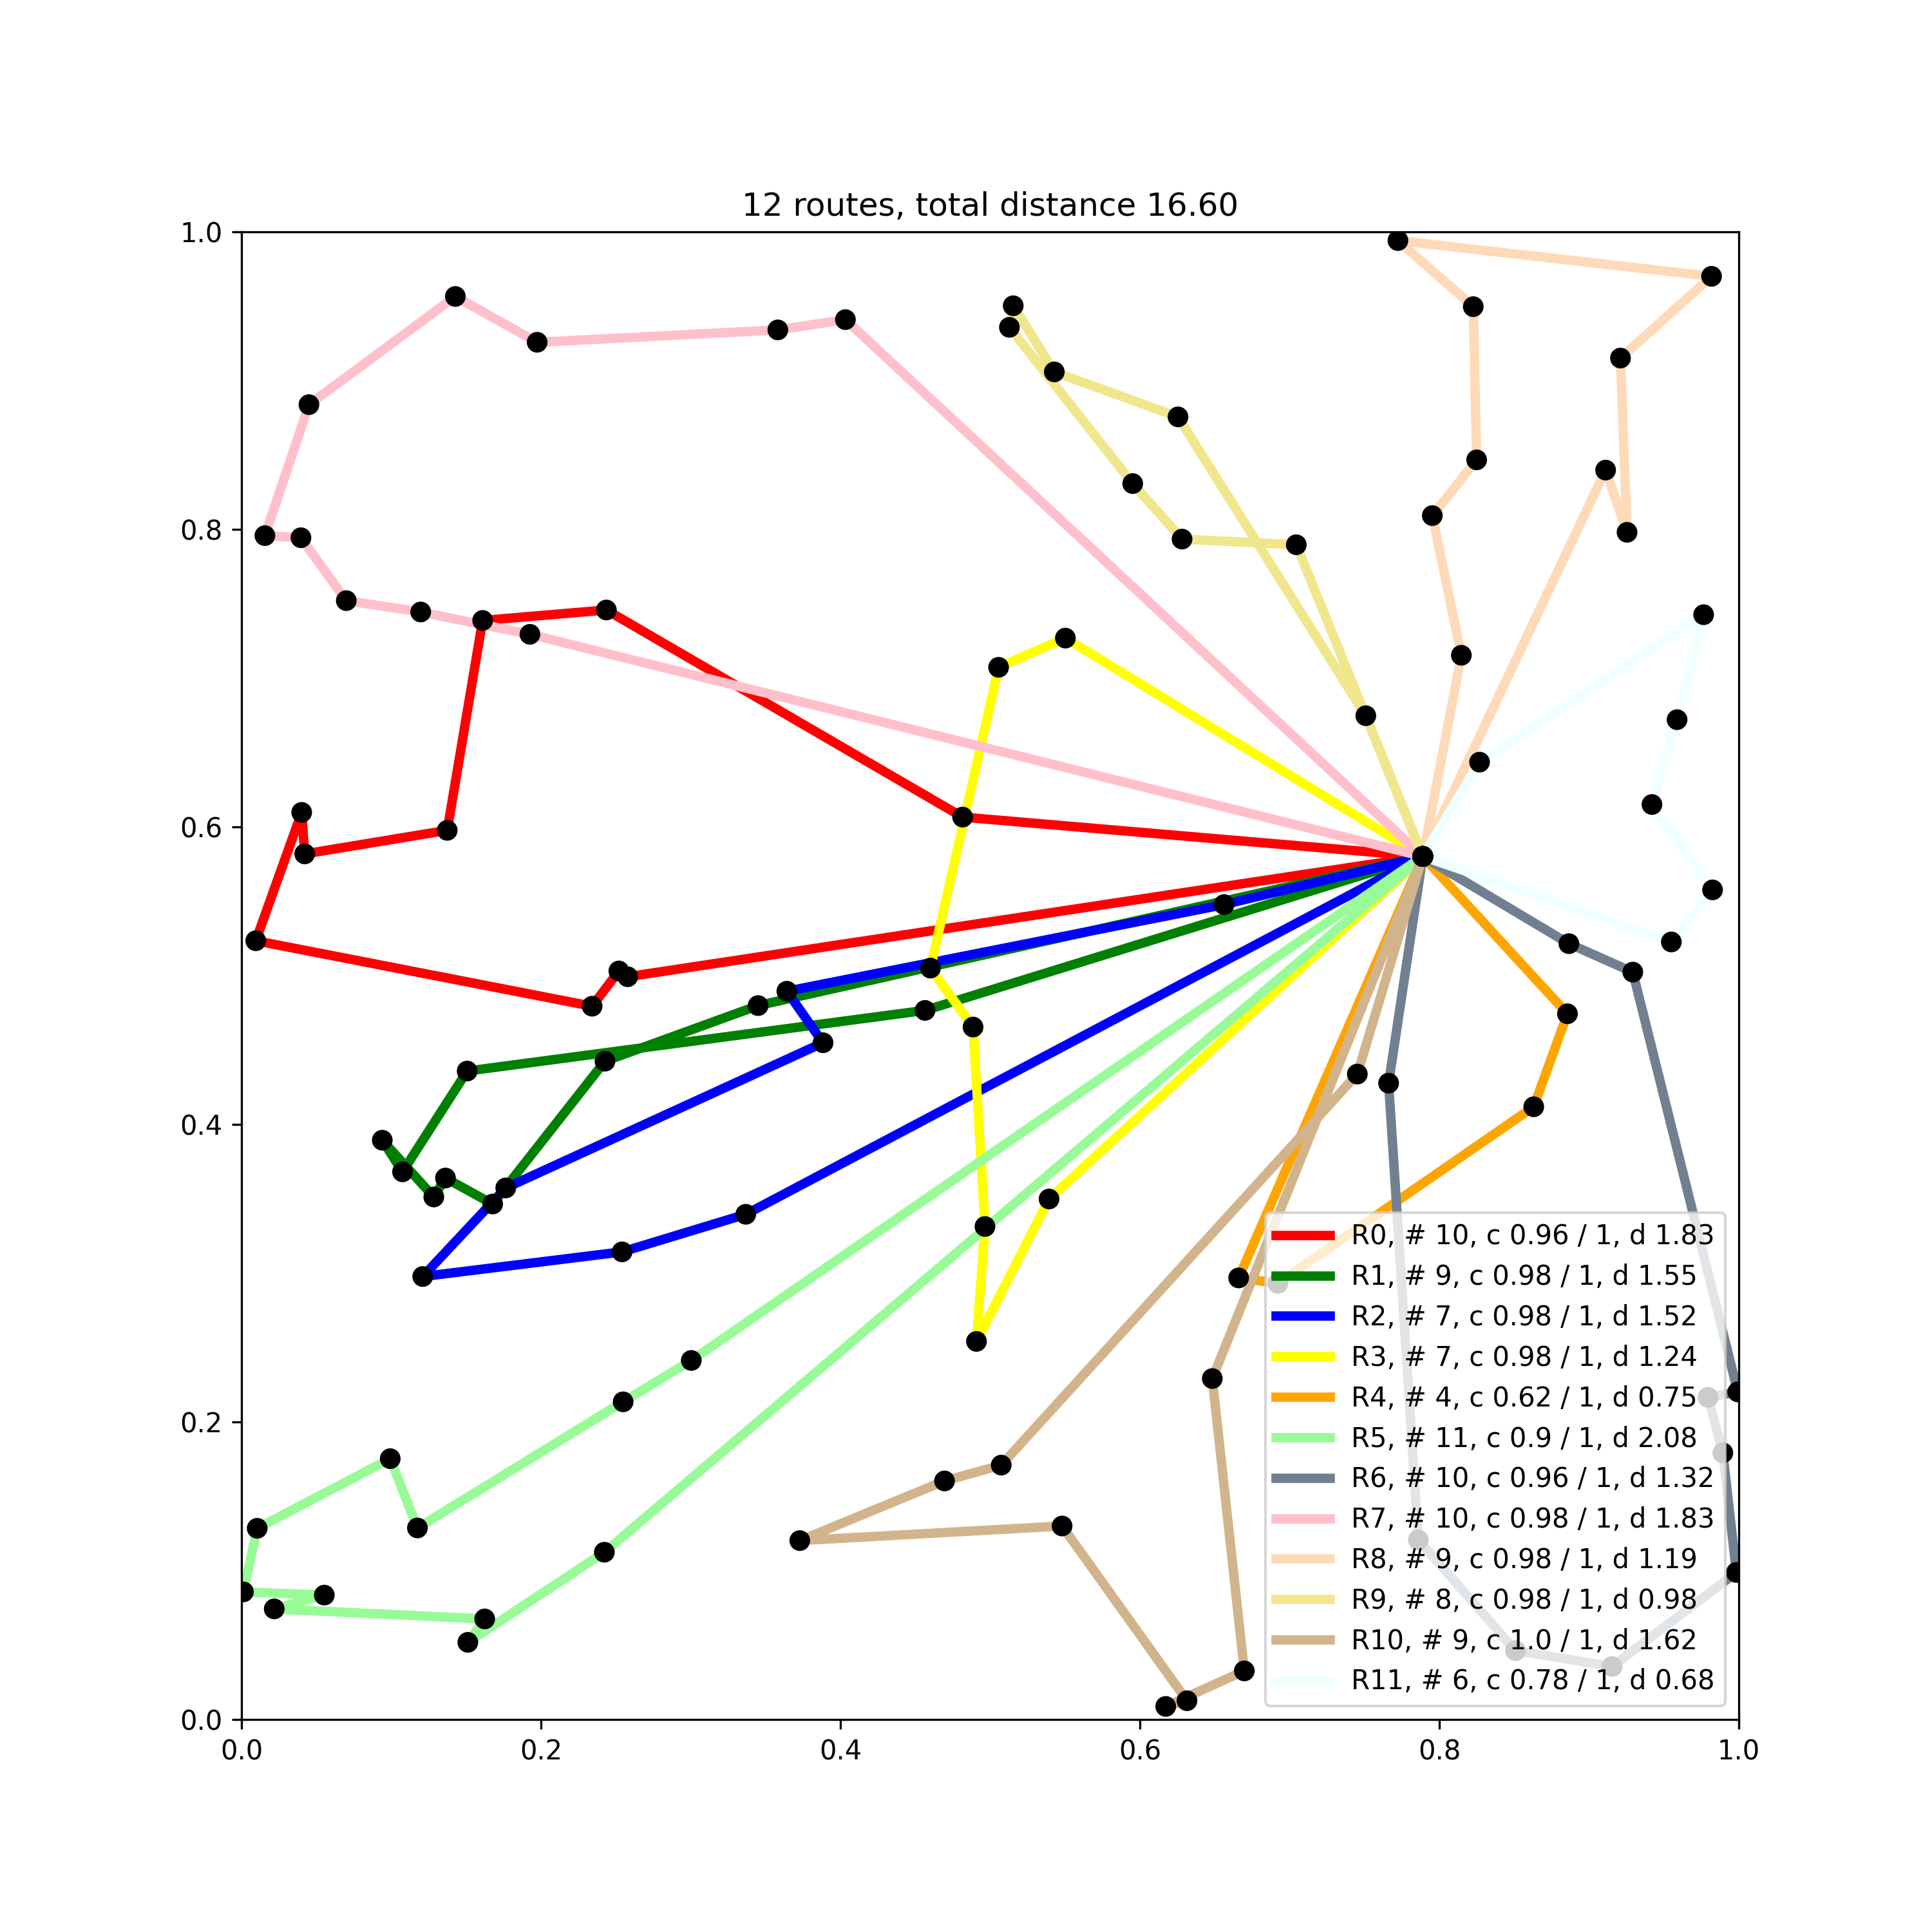 12 routes, total distance 16.60
1.0
0.8
0.6
0.4
0.2
0.0
0.0 0.2 0.4 0.6 0.8 1.0
R0, # 10, c 0.96 / 1, d 1.83
R1, # 9, c 0.98 / 1, d 1.55
R2, # 7, c 0.98 / 1, d 1.52
R3, # 7, c 0.98 / 1, d 1.24
R4, # 4, c 0.62 / 1, d 0.75
R5, # 11, c 0.9 / 1, d 2.08
R6, # 10, c 0.96 / 1, d 1.32
R7, # 10, c 0.98 / 1, d 1.83
R8, # 9, c 0.98 / 1, d 1.19
R9, # 8, c 0.98 / 1, d 0.98
R10, # 9, c 1.0 / 1, d 1.62
R11, # 6, c 0.78 / 1, d 0.68